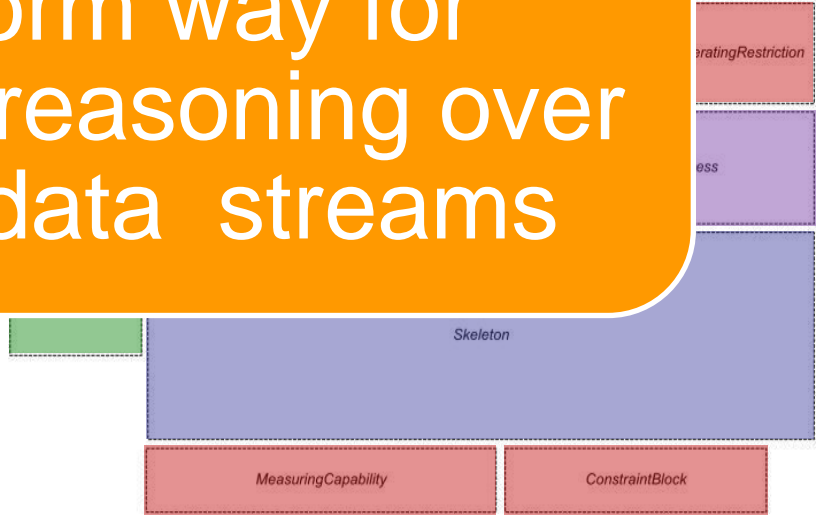 orm way for
reasoning over
data streams
eratingRestriction
ess
Skeleton
MeasuringCapability
ConstraintBlock